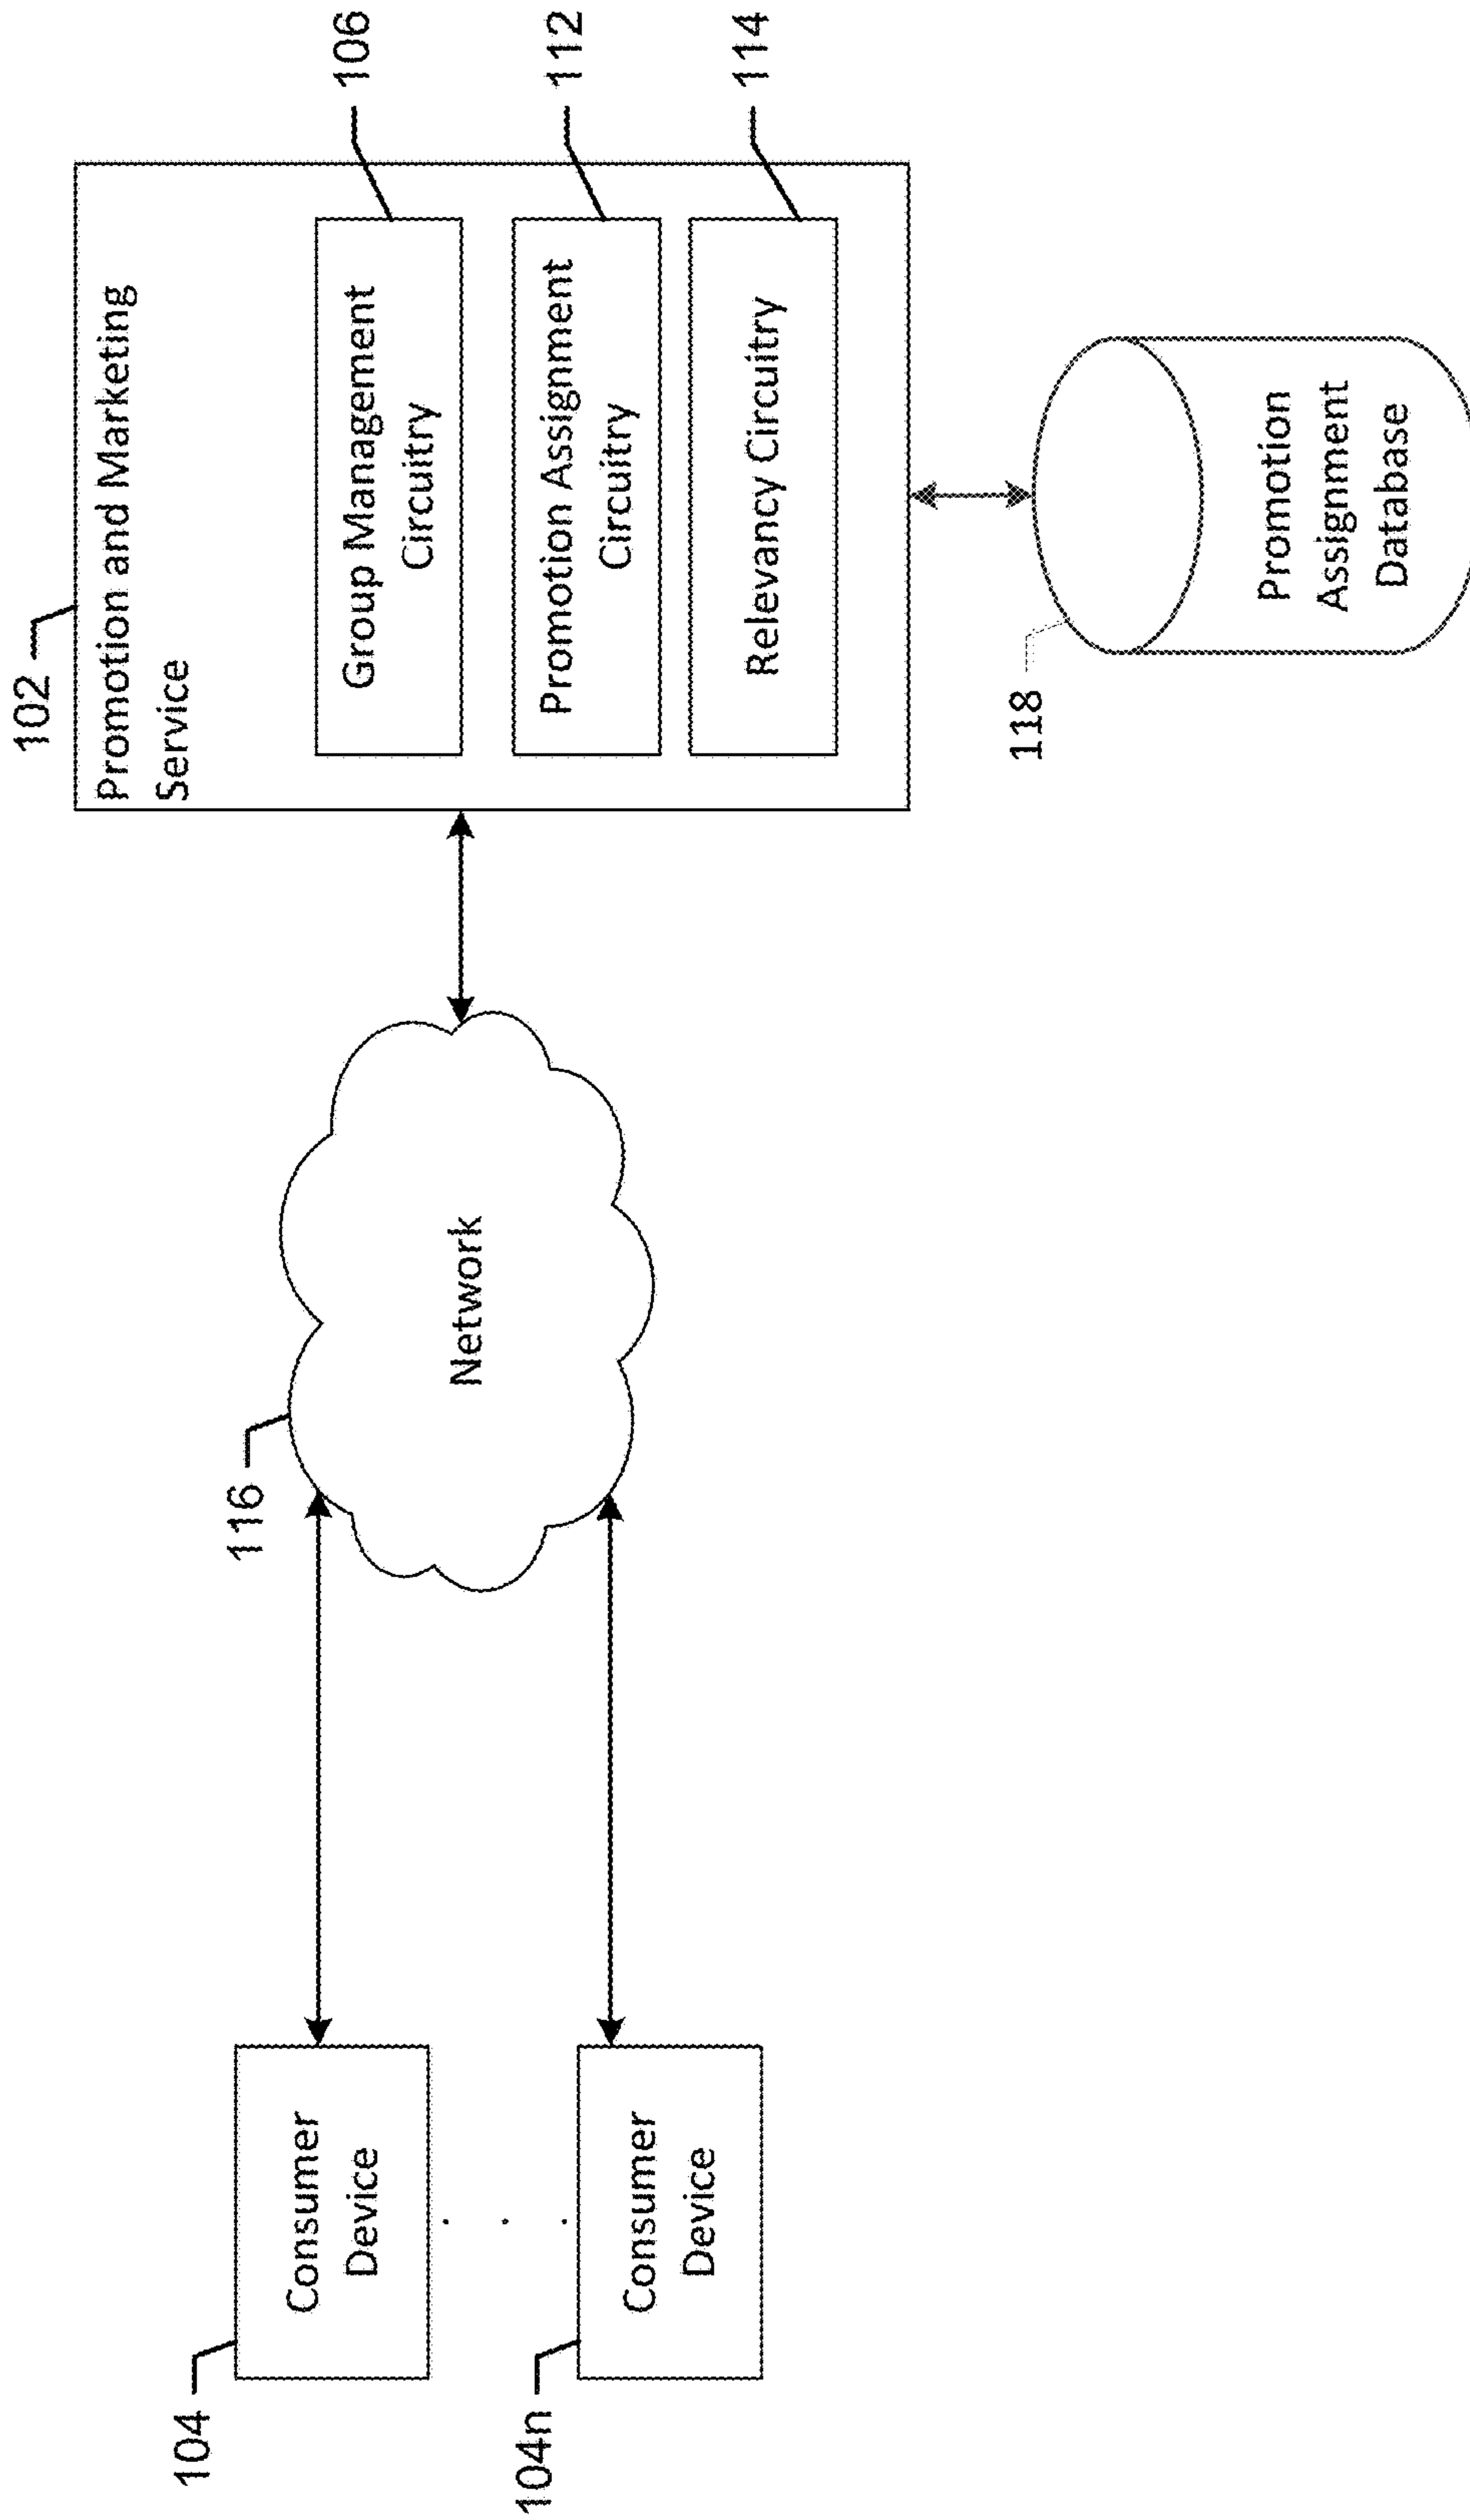 102
Promotion and Marketing
Service
106
Group Management
Circuitry
112
Promotion Assignment
Circuitry
114
Relevancy Circuitry
118
Promotion
Assignment
Database
116
Network
104
Consumer
Device
. . .
104n
Consumer
Device